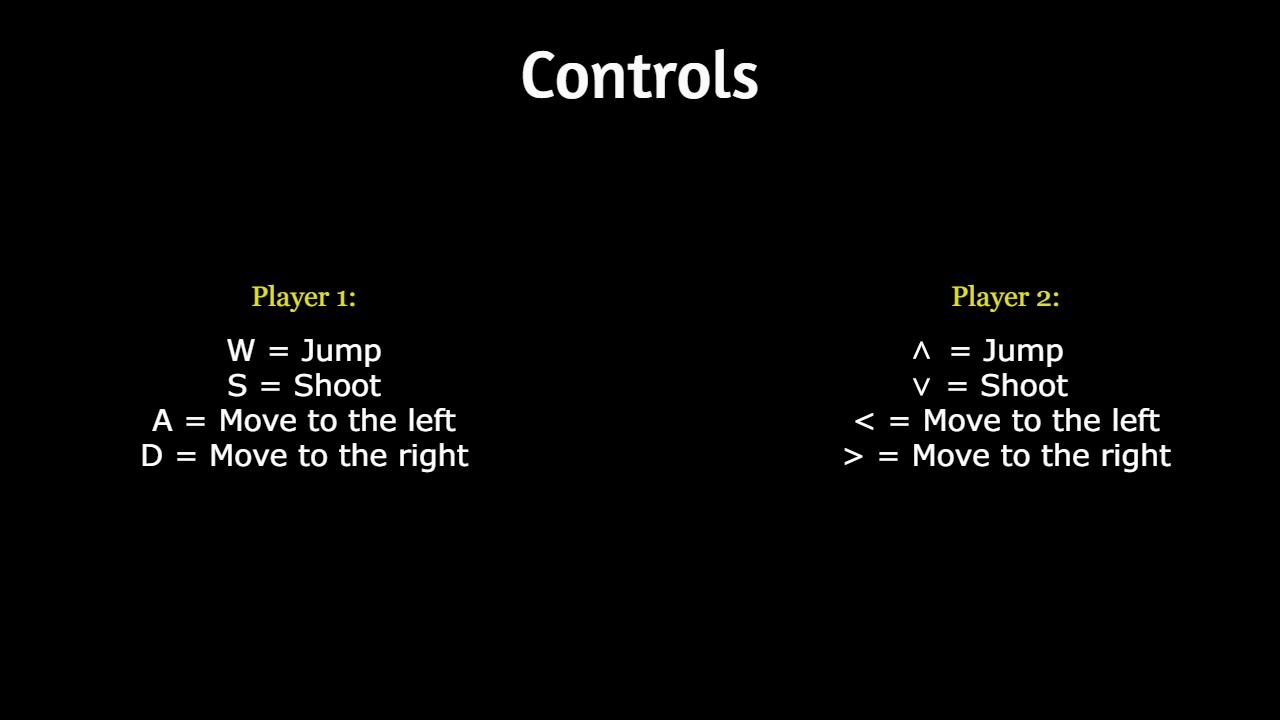 Controls
Player 1:
W = Jump
S = Shoot
A = Move to the left
D = Move to the right
Player 2:
˄ = Jump
˅ = Shoot
< = Move to the left
> = Move to the right